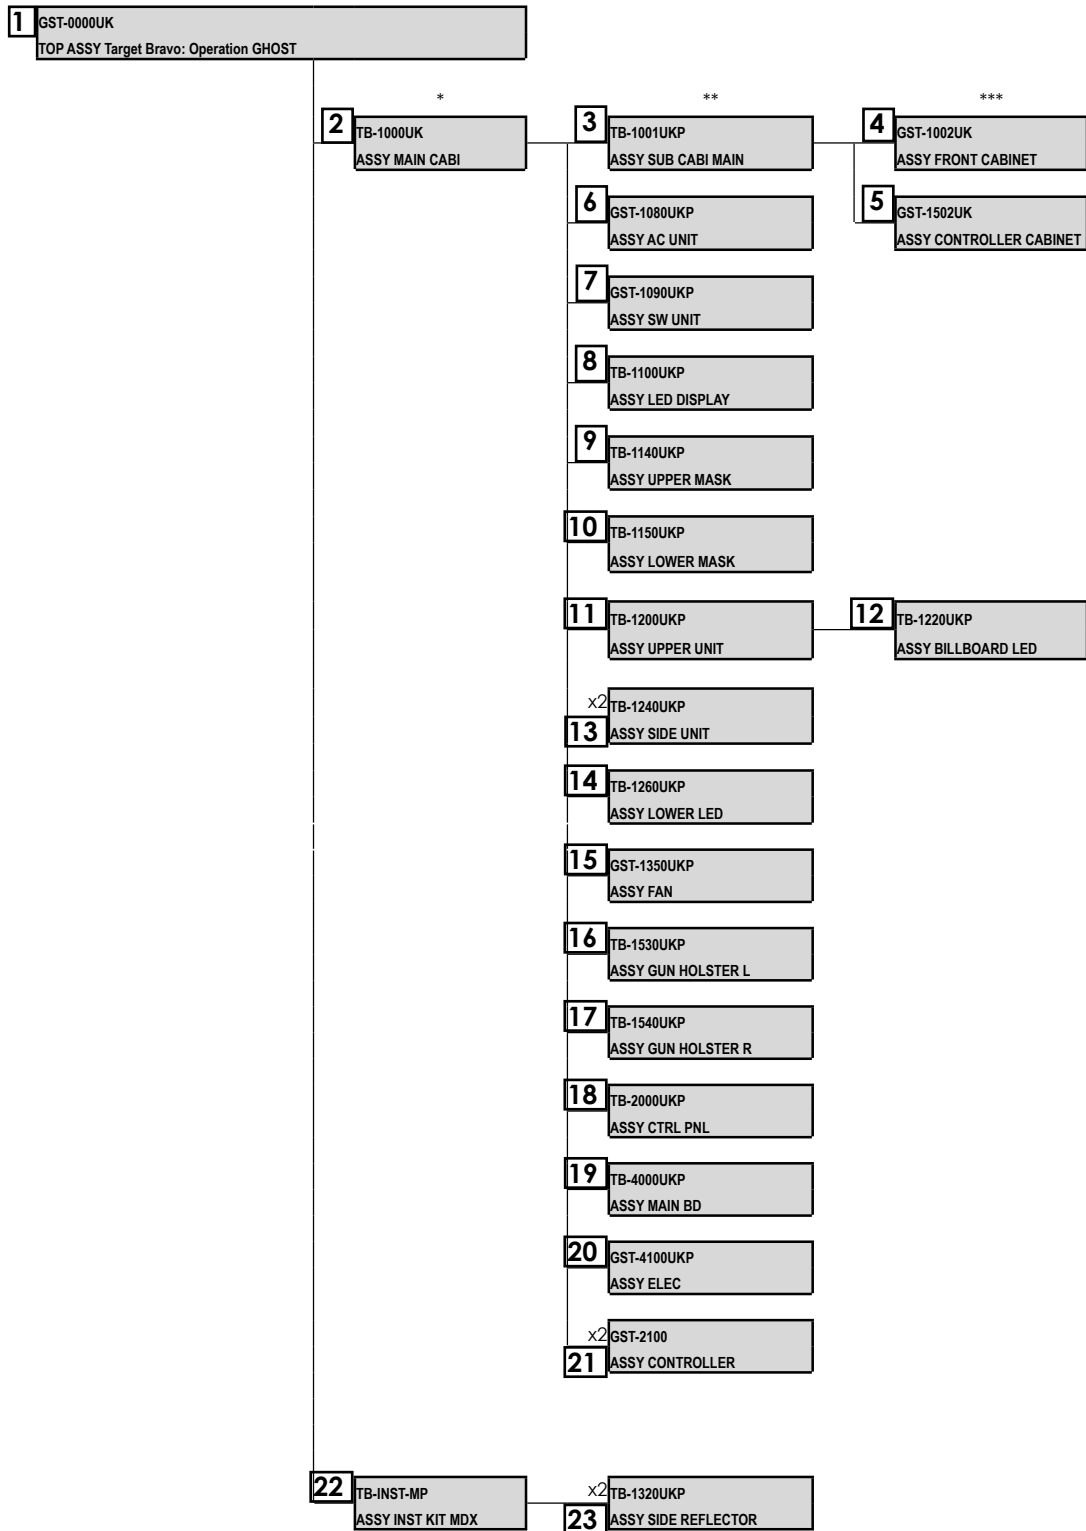 1
GST-0000UK
TOP ASSY Target Bravo: Operation GHOST
* ** ***
2
TB-1000UK
ASSY MAIN CABI
3
TB-1001UKP
ASSY SUB CABI MAIN
4
GST-1002UK
ASSY FRONT CABINET
5
GST-1502UK
ASSY CONTROLLER CABINET
6
GST-1080UKP
ASSY AC UNIT
7
GST-1090UKP
ASSY SW UNIT
8
TB-1100UKP
ASSY LED DISPLAY
9
TB-1140UKP
ASSY UPPER MASK
10
TB-1150UKP
ASSY LOWER MASK
11
TB-1200UKP
ASSY UPPER UNIT
12
TB-1220UKP
ASSY BILLBOARD LED
x2
13
TB-1240UKP
ASSY SIDE UNIT
14
TB-1260UKP
ASSY LOWER LED
15
GST-1350UKP
ASSY FAN
16
TB-1530UKP
ASSY GUN HOLSTER L
17
TB-1540UKP
ASSY GUN HOLSTER R
18
TB-2000UKP
ASSY CTRL PNL
19
TB-4000UKP
ASSY MAIN BD
20
GST-4100UKP
ASSY ELEC
x2
21
GST-2100
ASSY CONTROLLER
22
TB-INST-MP
ASSY INST KIT MDX
x2
23
TB-1320UKP
ASSY SIDE REFLECTOR